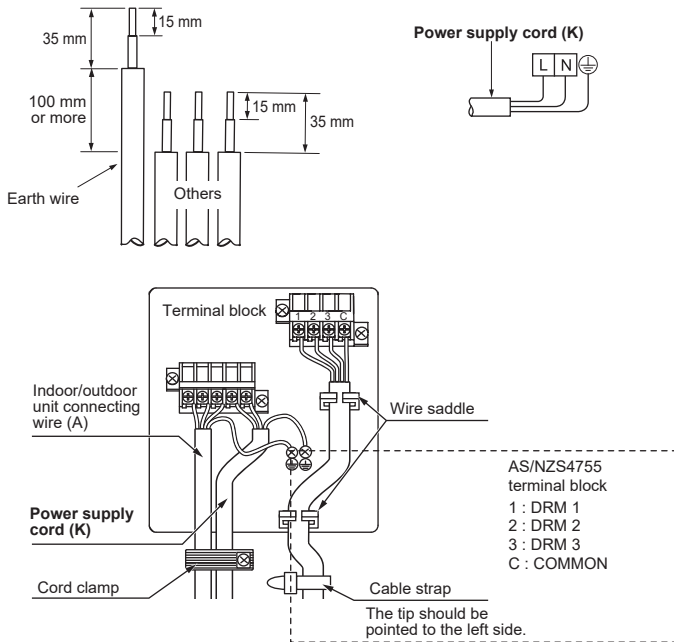 15 mm
35 mm
100 mm
or more
15 mm
35 mm
Earth wire
Others
Power supply cord (K)
L N
Terminal block
1 2 3 C
Indoor/outdoor
unit connecting
wire (A)
Wire saddle
Power supply
cord (K)
Cord clamp
Cable strap
The tip should be
pointed to the left side.
AS/NZS4755
terminal block
1 : DRM 1
2 : DRM 2
3 : DRM 3
C : COMMON